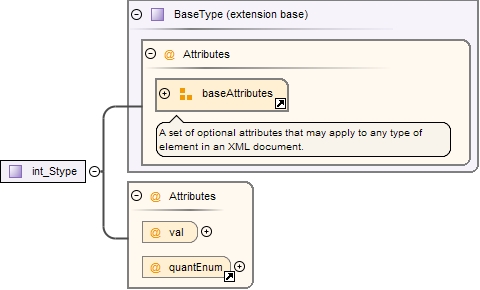 BaseType (extension base)
@ Attributes
baseAttributes
A set of optional attributes that may apply to any type of
element in an XML document.
int_Stype
@ Attributes
@ val
@ quantEnum